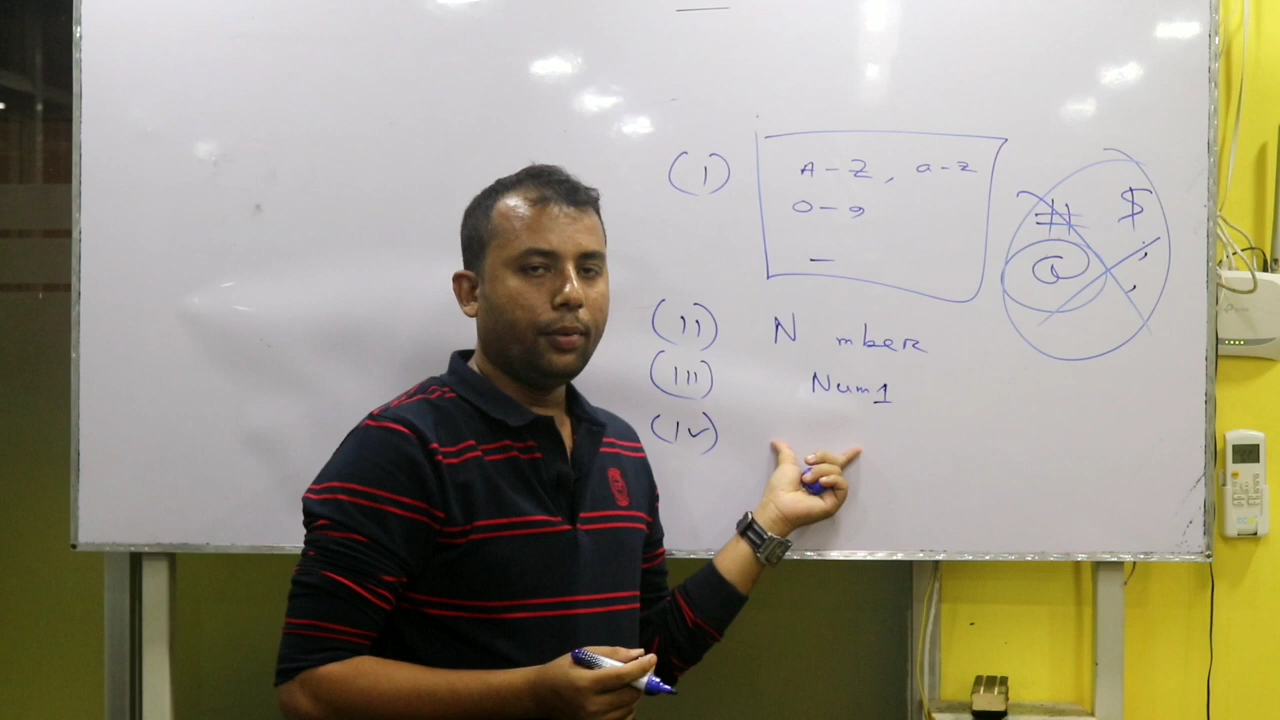 (i) A-Z, a-z
0-9
_
# $
@ ; ,
(ii) N mber
(iii) Num1
(iv)